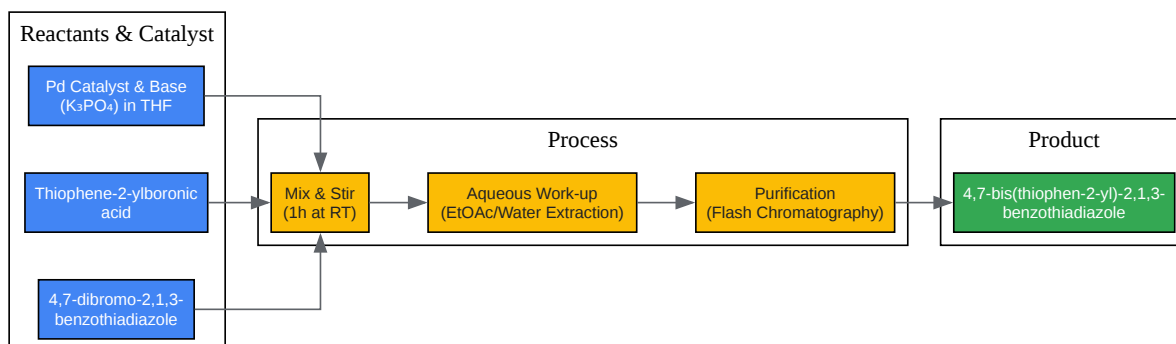 Reactants & Catalyst
Pd Catalyst & Base
(K₃PO₄) in THF
Thiophene-2-ylboronic
acid
4,7-dibromo-2,1,3-
benzothiadiazole
Process
Mix & Stir
(1h at RT)
Aqueous Work-up
(EtOAc/Water Extraction)
Purification
(Flash Chromatography)
Product
4,7-bis(thiophen-2-yl)-2,1,3-
benzothiadiazole